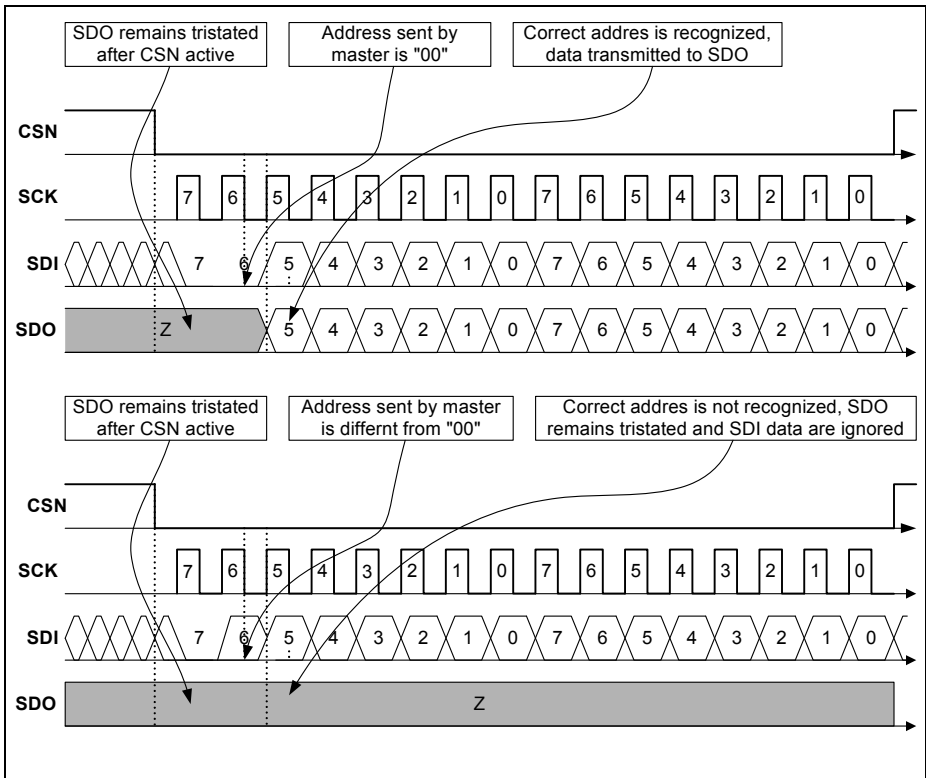 SDO remains tristated
after CSN active
Address sent by
master is "00"
Correct addres is recognized,
data transmitted to SDO
CSN
SCK
7 6 5 4 3 2 1 0 7 6 5 4 3 2 1 0
SDI
7 6 5 4 3 2 1 0 7 6 5 4 3 2 1 0
SDO
Z 5 4 3 2 1 0 7 6 5 4 3 2 1 0
SDO remains tristated
after CSN active
Address sent by master
is differnt from "00"
Correct addres is not recognized, SDO
remains tristated and SDI data are ignored
CSN
SCK
7 6 5 4 3 2 1 0 7 6 5 4 3 2 1 0
SDI
7 6 5 4 3 2 1 0 7 6 5 4 3 2 1 0
SDO
Z